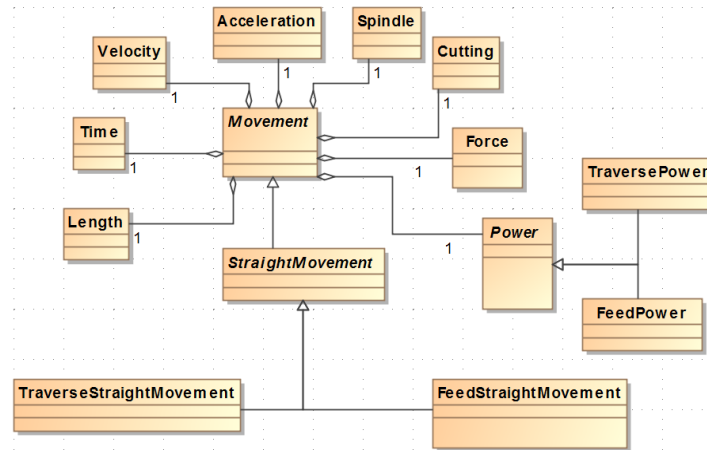 Acceleration
Spindle
Velocity
Cutting
1
1
1
1
Movement
Time
Force
1
1
TraversePower
Length
Power
1
1
StraightMovement
FeedPower
TraverseStraightMovement
FeedStraightMovement